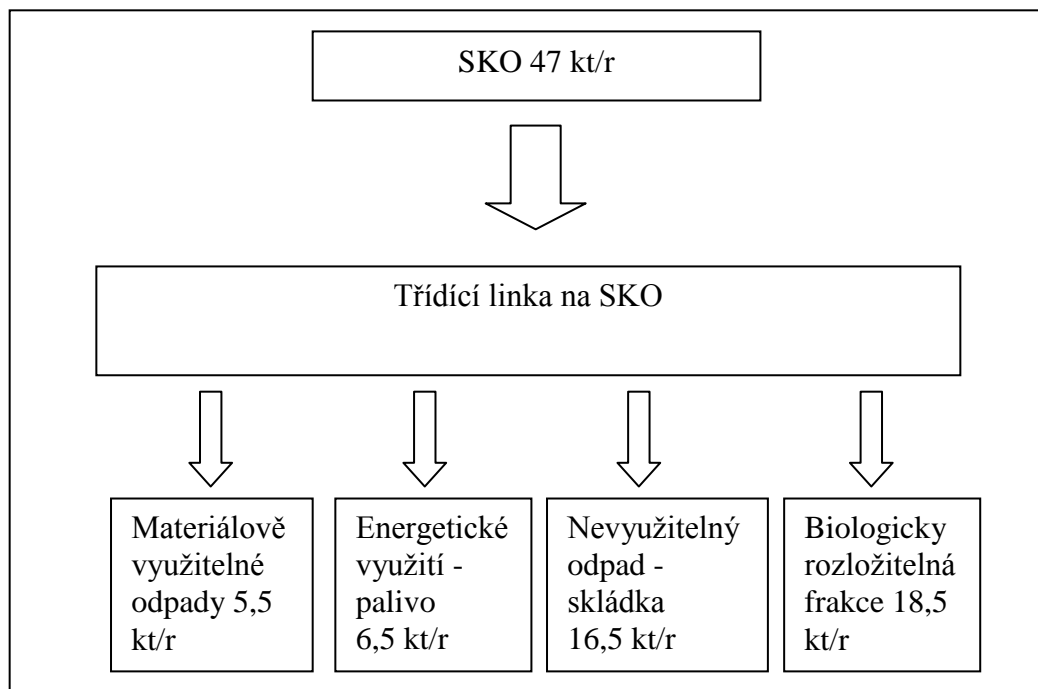 SKO 47 kt/r
Třídící linka na SKO
Materiálově
využitelné
odpady 5,5
kt/r
Energetické
využití -
palivo
6,5 kt/r
Nevyužitelný
odpad -
skládka
16,5 kt/r
Biologicky
rozložitelná
frakce 18,5
kt/r